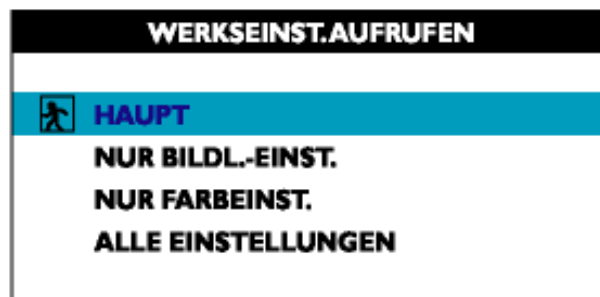 WERKSEINST.AUFRUFEN
HAUPT
NUR BILDL.-EINST.
NUR FARBEINST.
ALLE EINSTELLUNGEN